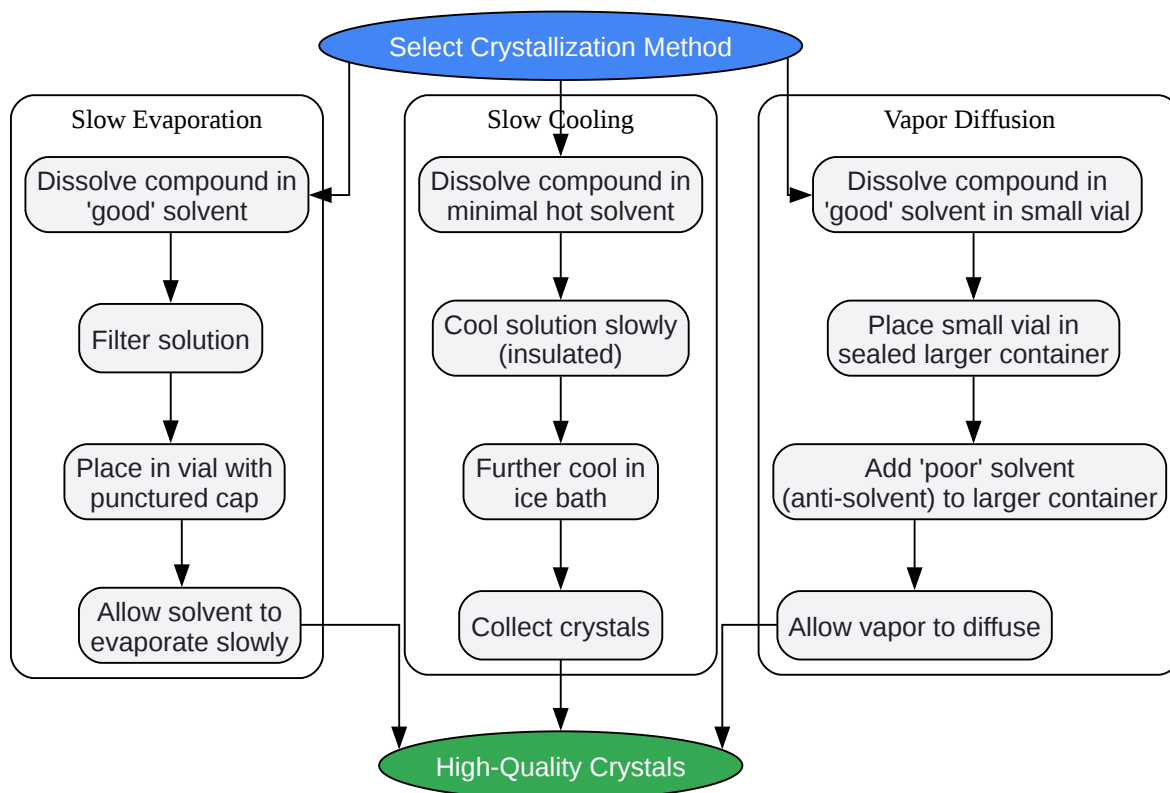 Select Crystallization Method
Slow Evaporation
Dissolve compound in
'good' solvent
Filter solution
Place in vial with
punctured cap
Allow solvent to
evaporate slowly
Slow Cooling
Dissolve compound in
minimal hot solvent
Cool solution slowly
(insulated)
Further cool in
ice bath
Collect crystals
Vapor Diffusion
Dissolve compound in
'good' solvent in small vial
Place small vial in
sealed larger container
Add 'poor' solvent
(anti-solvent) to larger container
Allow vapor to diffuse
High-Quality Crystals